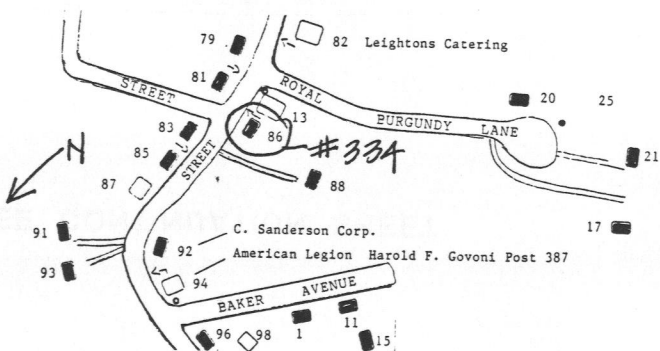 79
82 Leightons Catering
81
STREET
ROYAL PURGUNDY LANE
20
25
13
83
86
#334
85
STREET
21
N
87
88
17
91
C. Sanderson Corp.
92
American Legion Harold F. Govoni Post 387
93
94
BAKER AVENUE
96
98
1
11
15